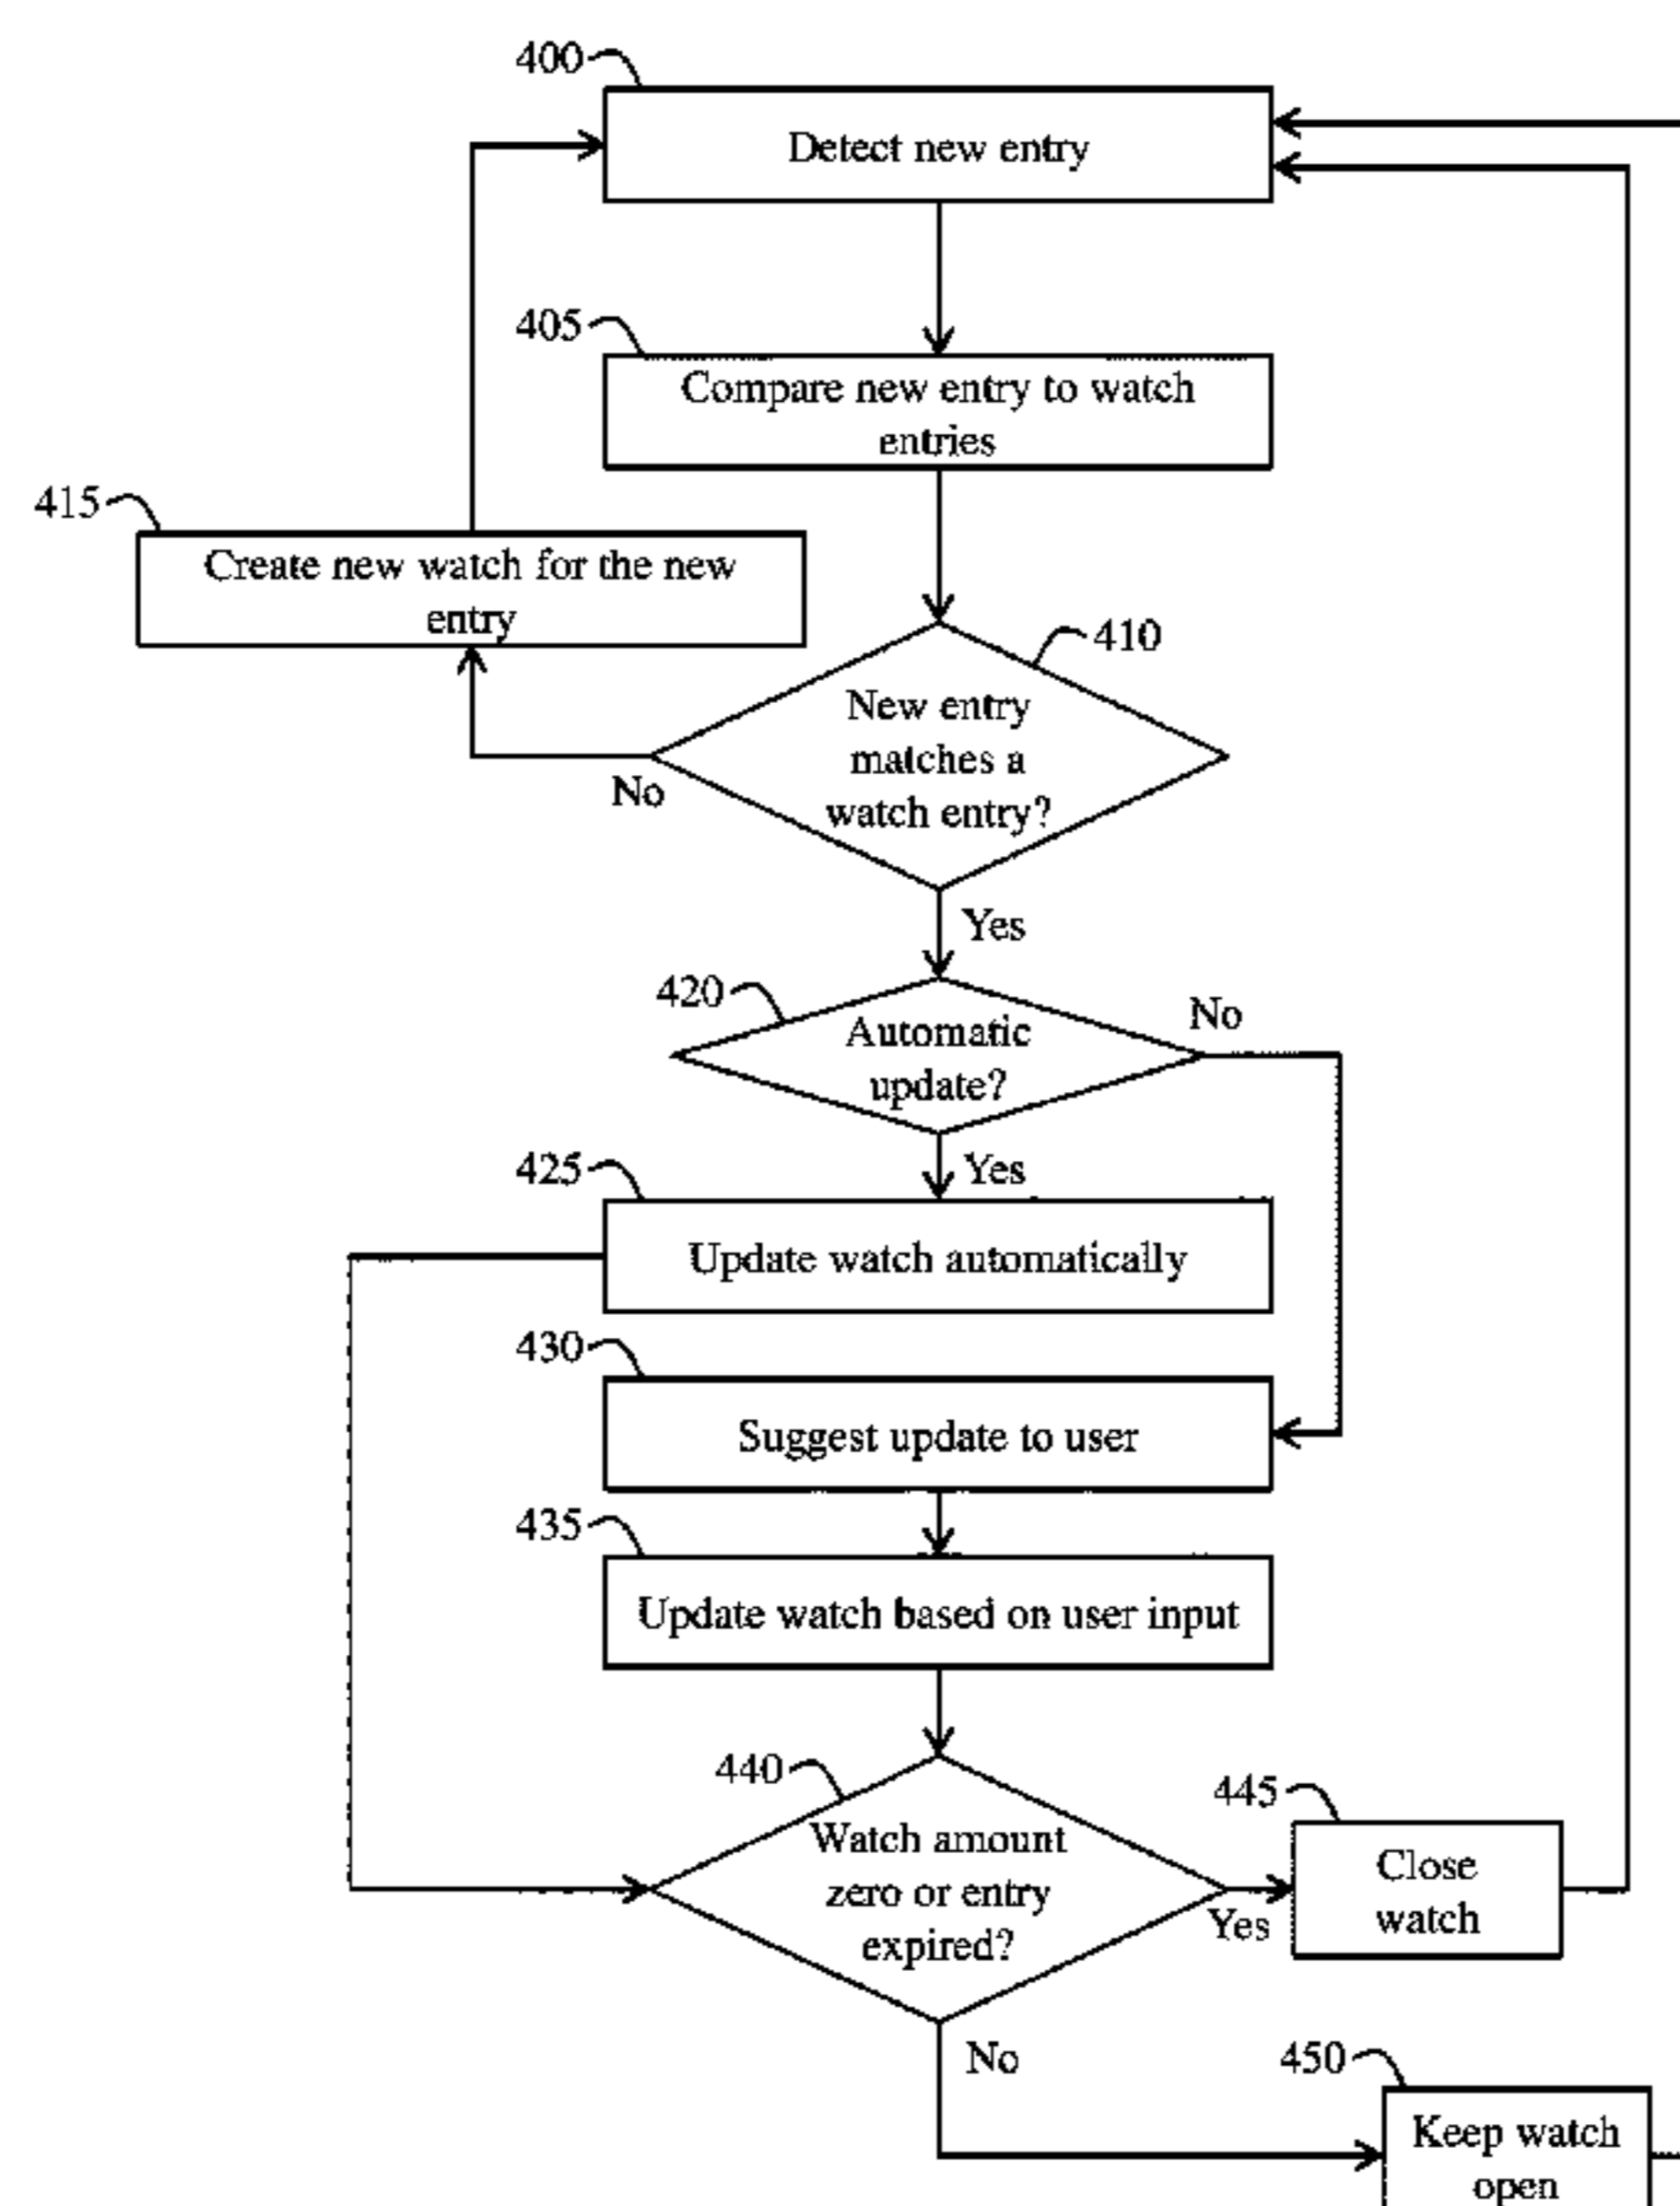 400
Detect new entry
405
Compare new entry to watch
entries
415
Create new watch for the new
entry
410
New entry
matches a
watch entry?
No
Yes
420
Automatic
update?
No
Yes
425
Update watch automatically
430
Suggest update to user
435
Update watch based on user input
440
Watch amount
zero or entry
expired?
Yes
445
Close
watch
No
450
Keep watch
open